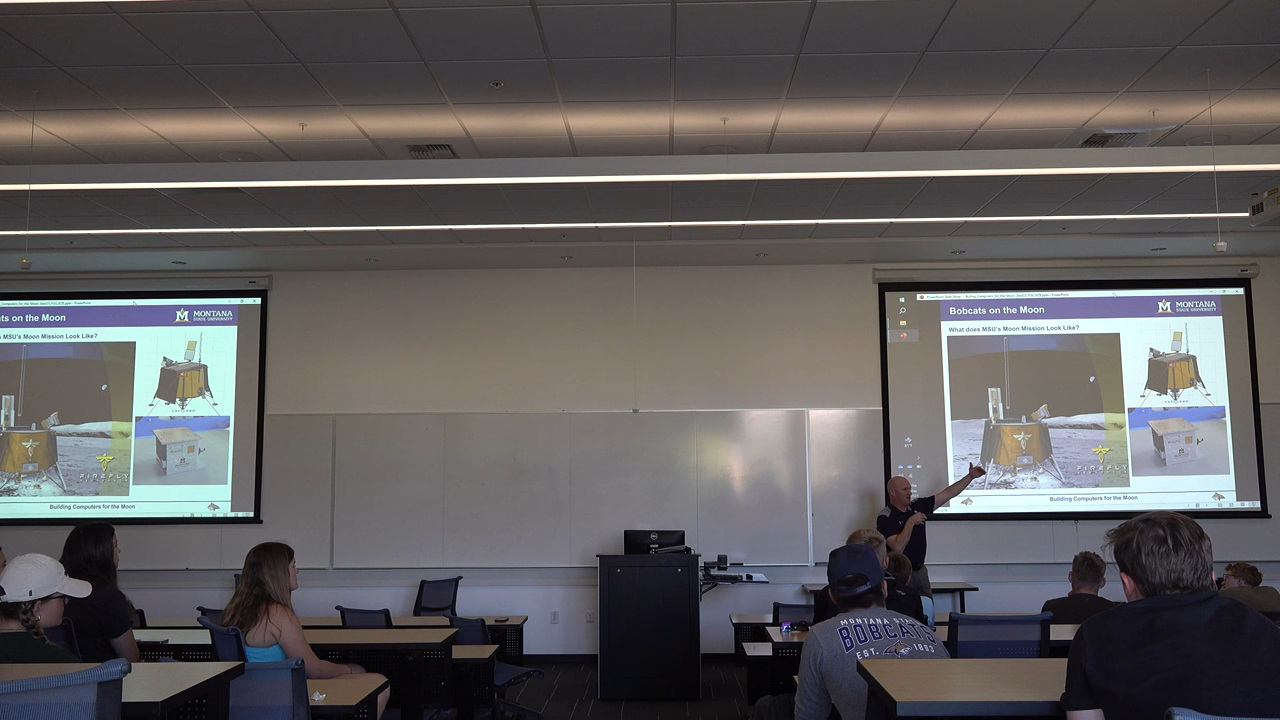 ts on the Moon
MONTANA
STATE UNIVERSITY
MSU's Moon Mission Look Like?
FIREFLY
Building Computers for the Moon
Bobcats on the Moon
MONTANA
STATE UNIVERSITY
What does MSU's Moon Mission Look Like?
FIREFLY
Building Computers for the Moon
MONTANA STATE
BOBCATS
EST. 1893